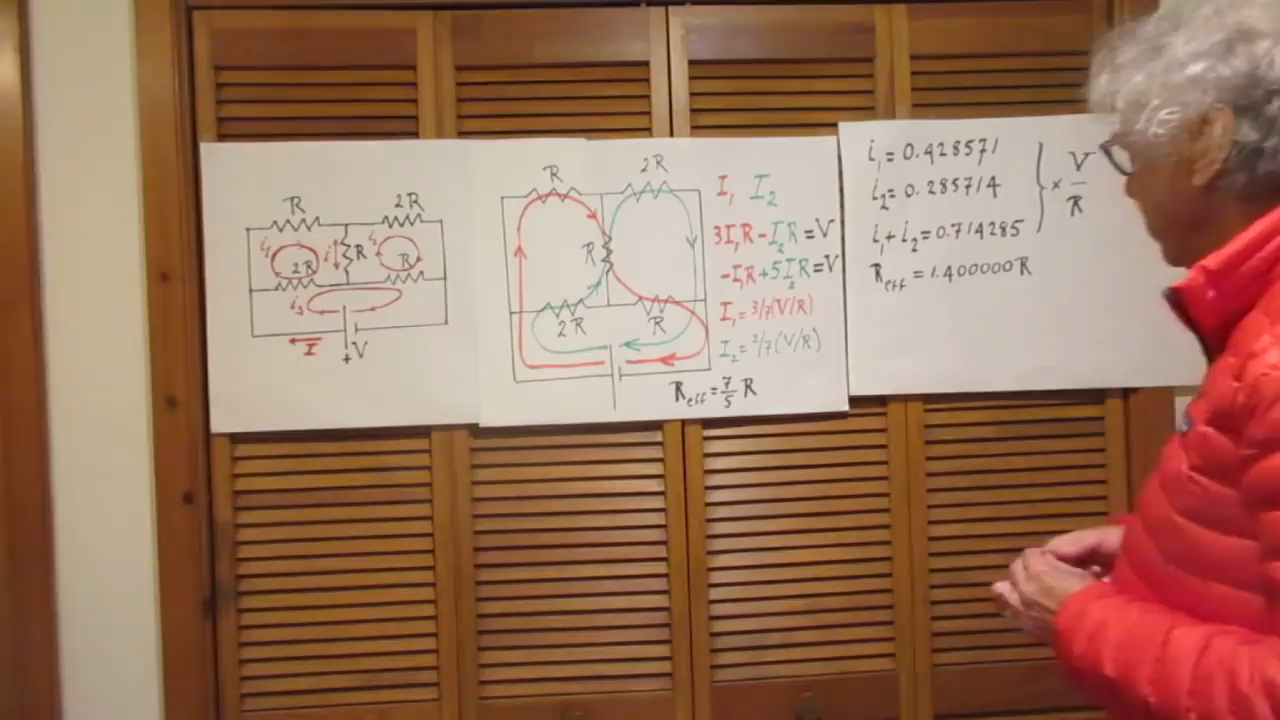 R
2R
i₁
i
R
i₂
2R
R
i₃
I
+V
R
2R
R
2R
R
I₁ I₂
3I₁R-I₂R=V
-I₁R+5I₂R=V
I₁=3/7(V/R)
I₂=2/7(V/R)
Reff=7/5 R
i₁=0.428571
i₂=0.285714
i₁+i₂=0.714285
} × V/R
Reff=1.400000R